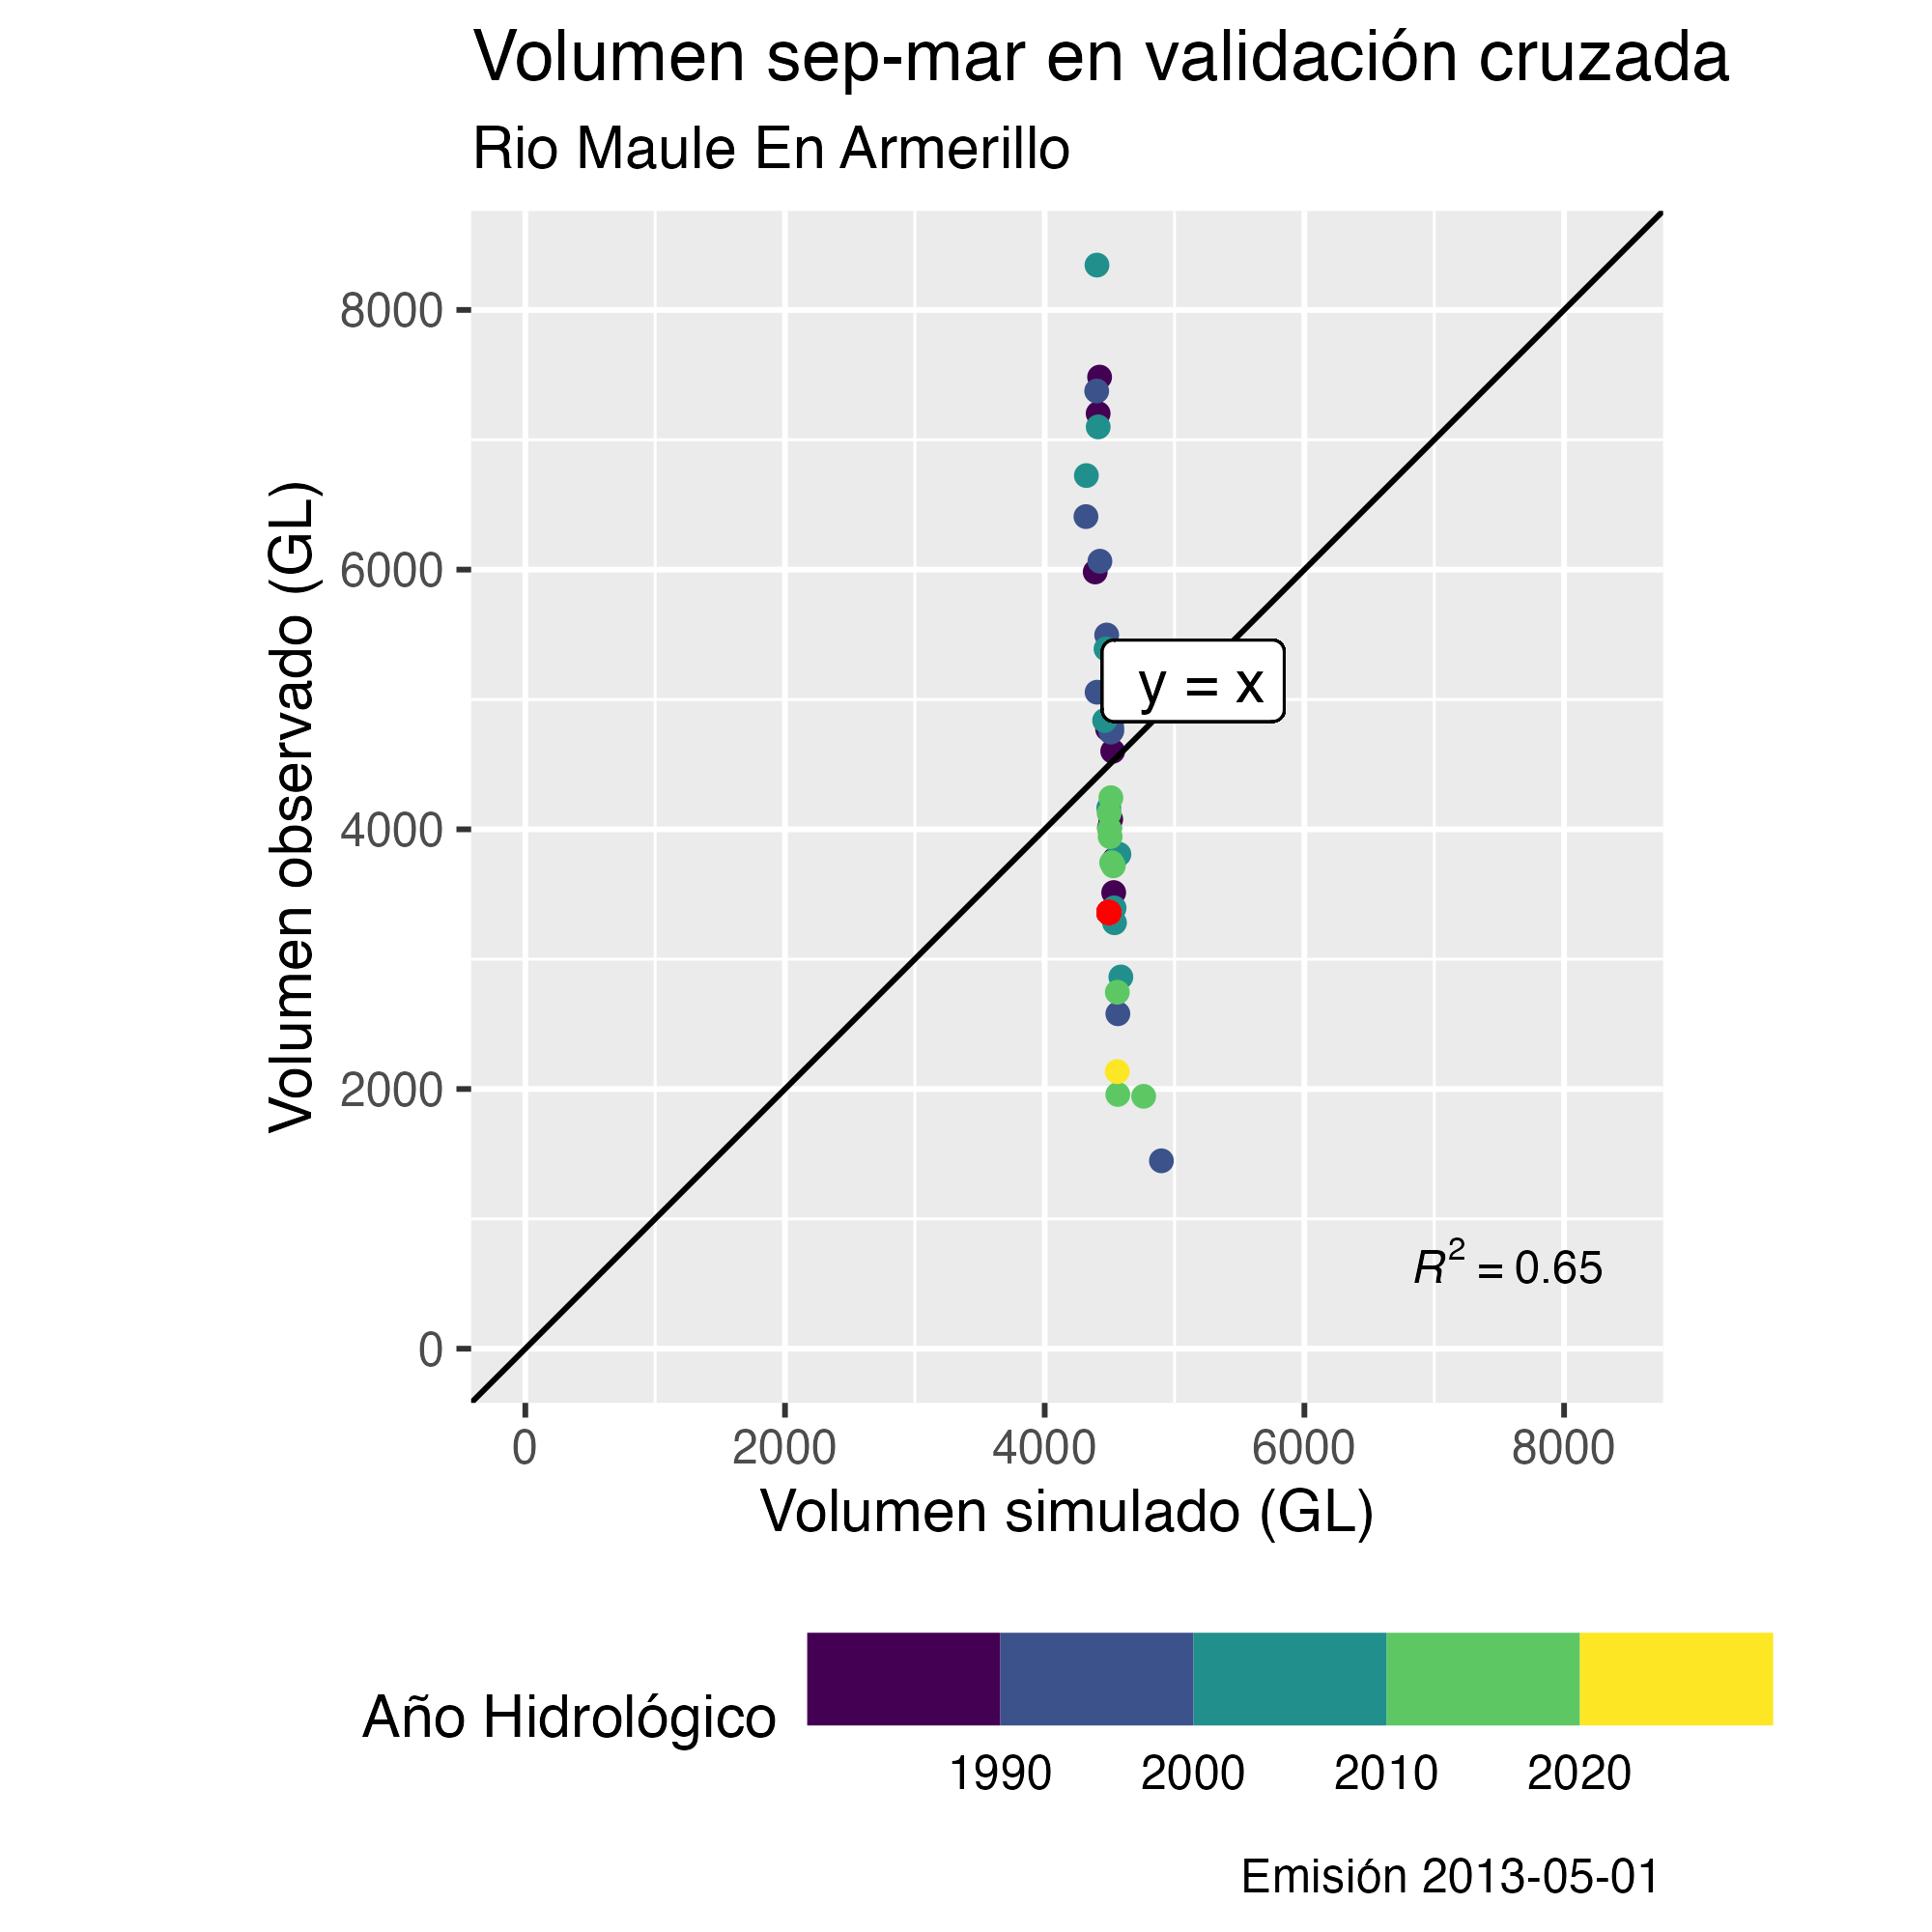 Volumen sep-mar en validación cruzada
Rio Maule En Armerillo
Volumen observado (GL)
8000
6000
4000
2000
0
y = x
R² = 0.65
0 2000 4000 6000 8000
Volumen simulado (GL)
Año Hidrológico
1990 2000 2010 2020
Emisión 2013-05-01